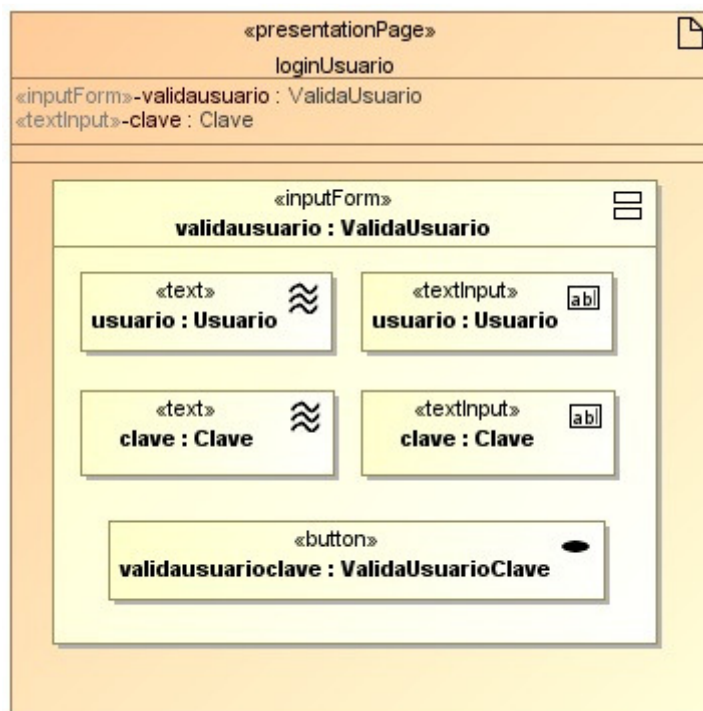 «presentationPage»
loginUsuario
«inputForm»-validausuario : ValidaUsuario
«textInput»-clave : Clave
«inputForm»
validausuario : ValidaUsuario
«text»
usuario : Usuario
«textInput»
usuario : Usuario
abl
«text»
clave : Clave
«textInput»
clave : Clave
abl
«button»
validausuarioclave : ValidaUsuarioClave